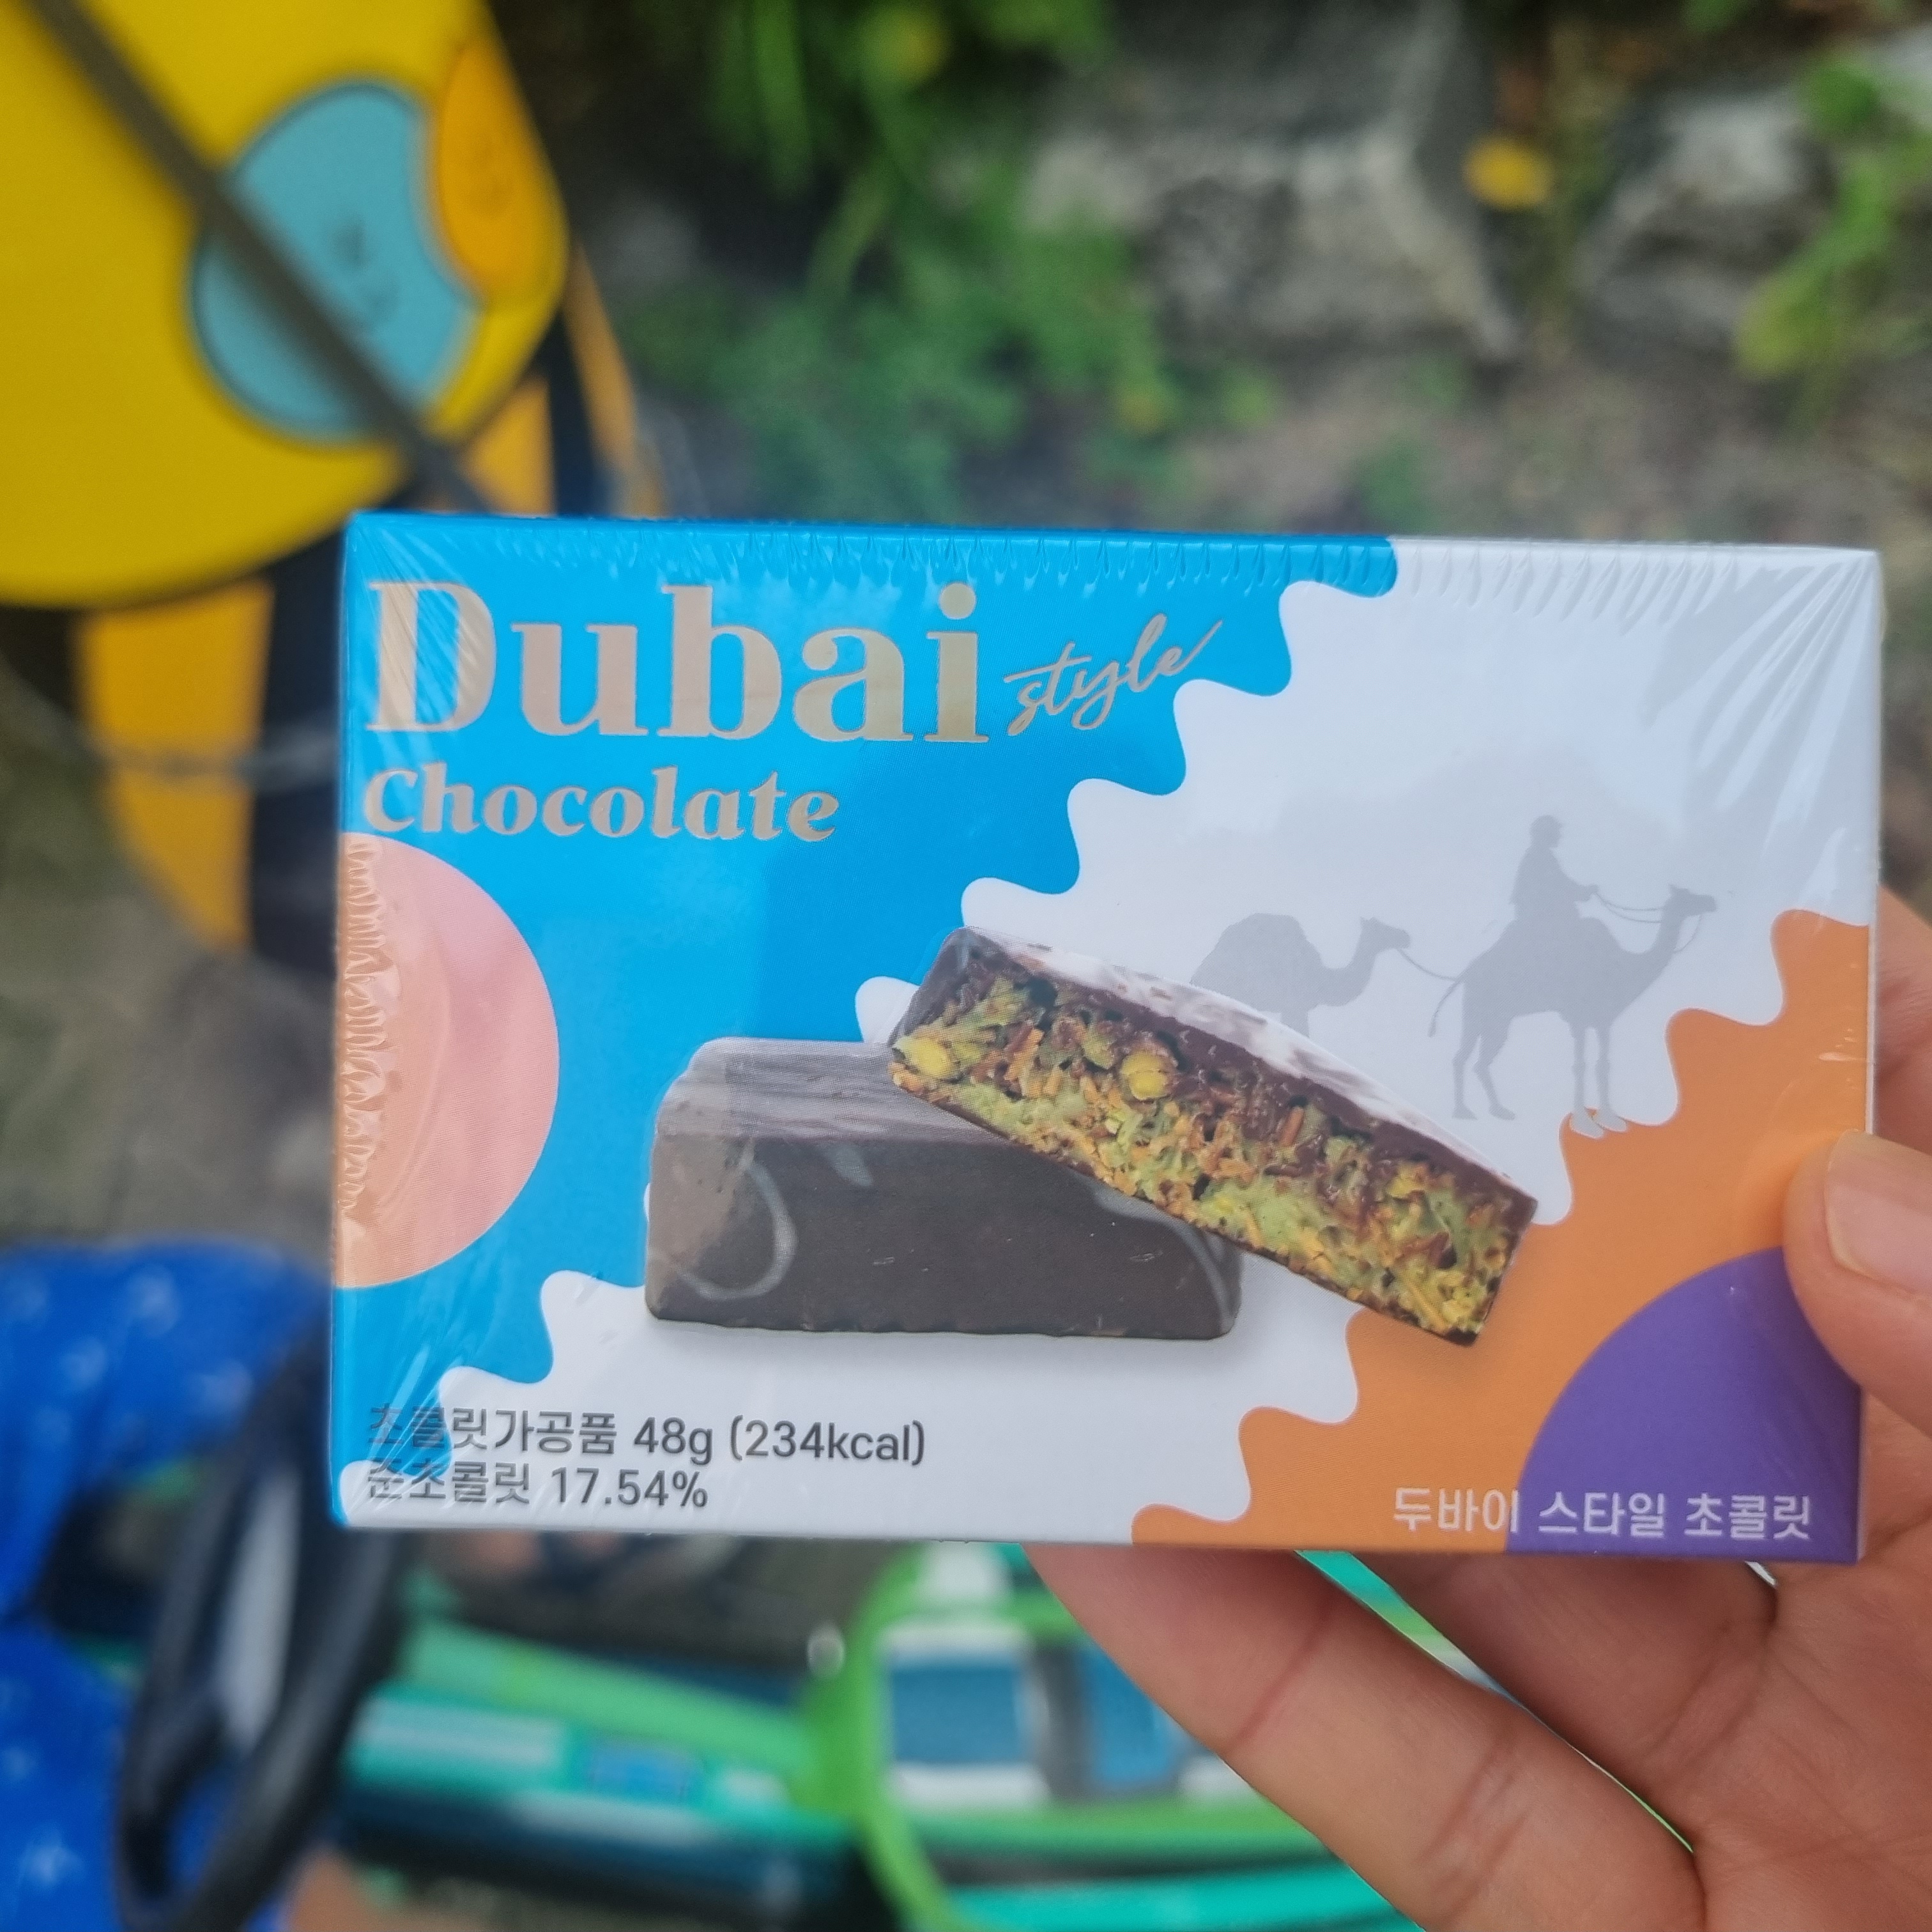 Dubai style
Chocolate
초콜릿가공품 48g (234kcal)
준초콜릿 17.54%
두바이 스타일 초콜릿